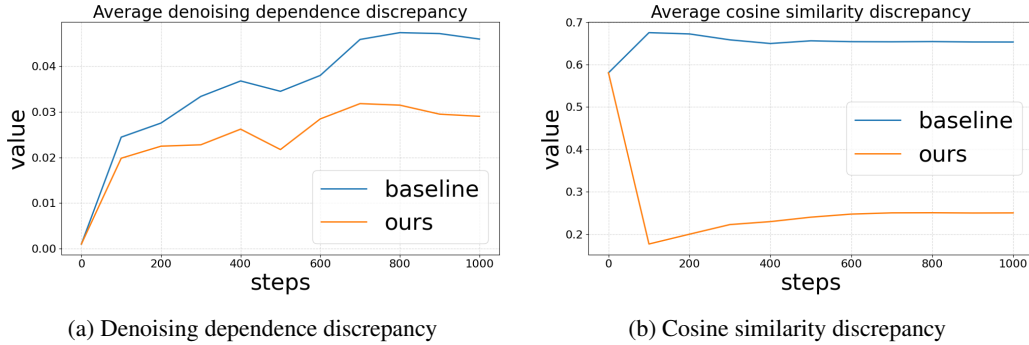 Average denoising dependence discrepancy
value
0.04
0.03
0.02
0.01
0.00
baseline
ours
0 200 400 600 800 1000
steps
(a) Denoising dependence discrepancy
Average cosine similarity discrepancy
value
0.7
0.6
0.5
0.4
0.3
0.2
baseline
ours
0 200 400 600 800 1000
steps
(b) Cosine similarity discrepancy